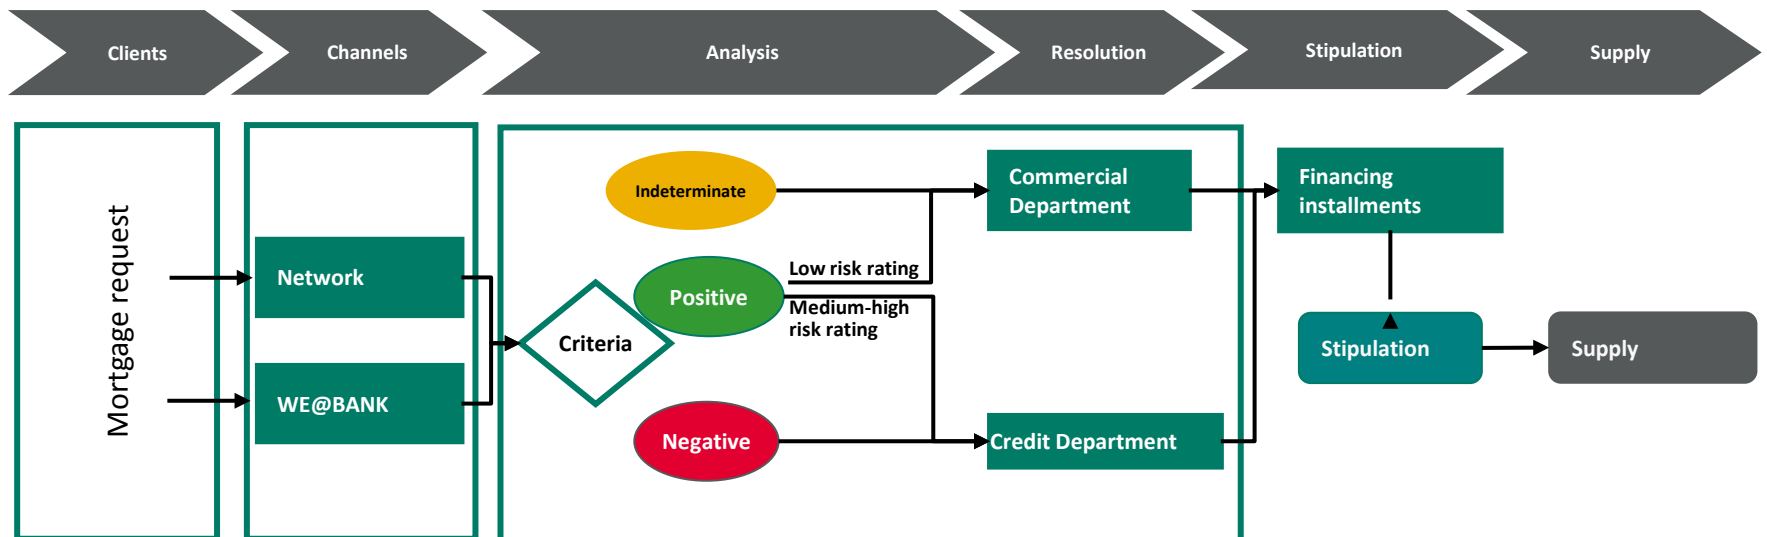 Clients
Channels
Analysis
Resolution
Stipulation
Supply
Mortgage request
Network
WE@BANK
Criteria
Indeterminate
Positive
Negative
Low risk rating
Medium-high
risk rating
Commercial
Department
Credit Department
Financing
installments
Stipulation
Supply